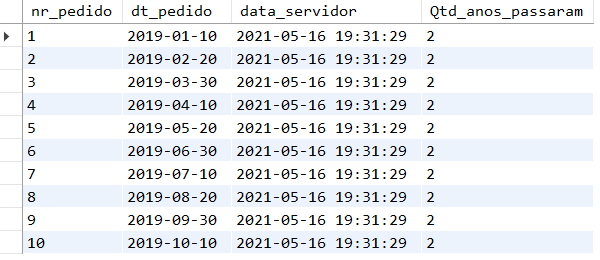 nr_pedido dt_pedido data_servidor Qtd_anos_passaram
1 2019-01-10 2021-05-16 19:31:29 2
2 2019-02-20 2021-05-16 19:31:29 2
3 2019-03-30 2021-05-16 19:31:29 2
4 2019-04-10 2021-05-16 19:31:29 2
5 2019-05-20 2021-05-16 19:31:29 2
6 2019-06-30 2021-05-16 19:31:29 2
7 2019-07-10 2021-05-16 19:31:29 2
8 2019-08-20 2021-05-16 19:31:29 2
9 2019-09-30 2021-05-16 19:31:29 2
10 2019-10-10 2021-05-16 19:31:29 2